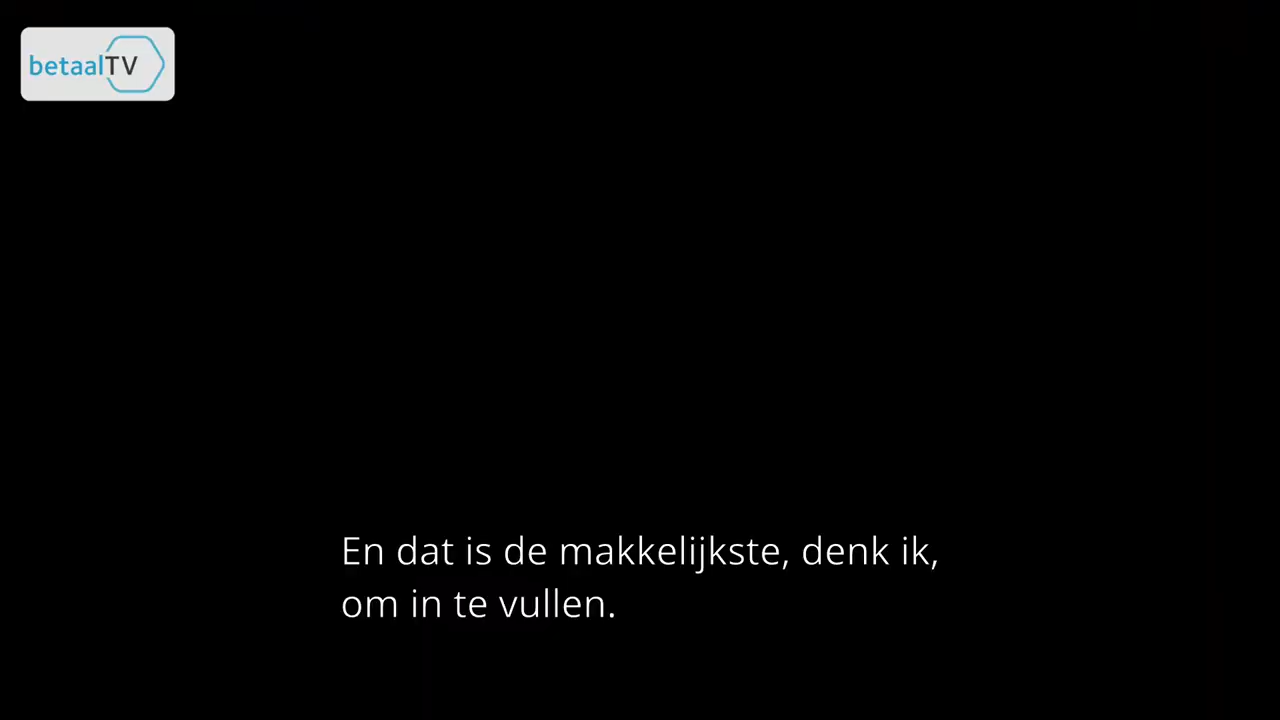 betaalTV
En dat is de makkelijkste, denk ik,
om in te vullen.